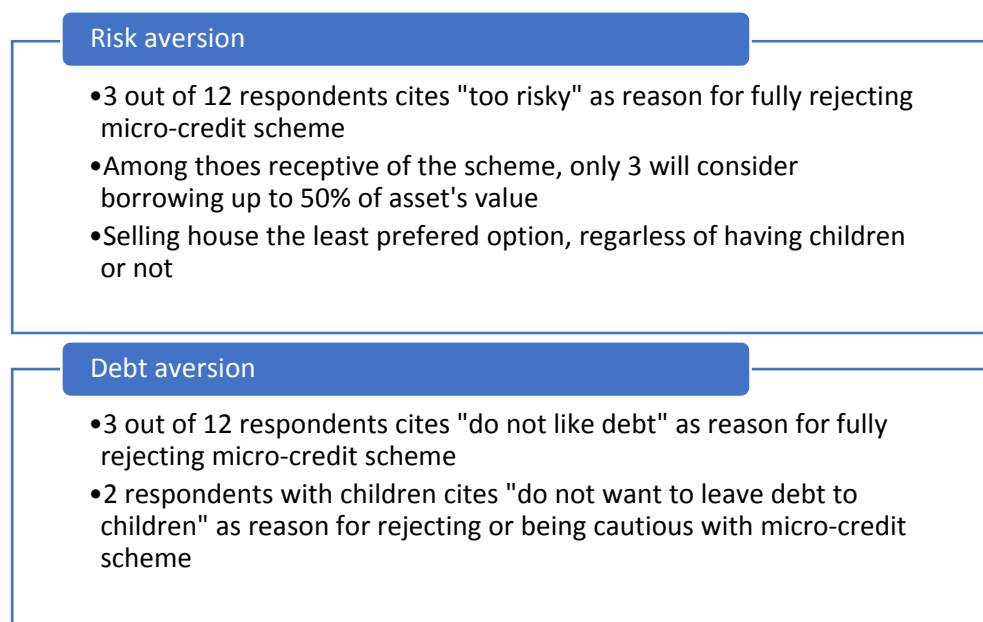 Risk aversion
•3 out of 12 respondents cites "too risky" as reason for fully rejecting
micro-credit scheme
•Among thoes receptive of the scheme, only 3 will consider
borrowing up to 50% of asset's value
•Selling house the least prefered option, regarless of having children
or not
Debt aversion
•3 out of 12 respondents cites "do not like debt" as reason for fully
rejecting micro-credit scheme
•2 respondents with children cites "do not want to leave debt to
children" as reason for rejecting or being cautious with micro-credit
scheme